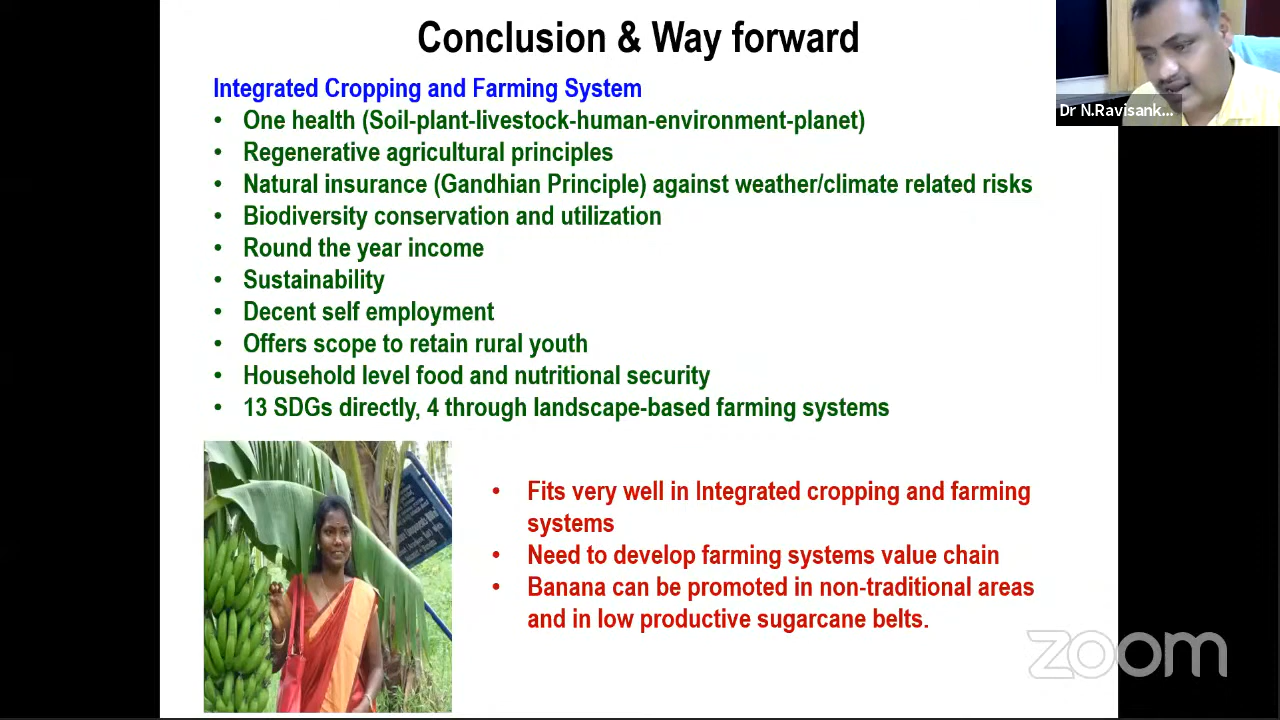 Conclusion & Way forward
Dr N.Ravisank...
Integrated Cropping and Farming System
• One health (Soil-plant-livestock-human-environment-planet)
• Regenerative agricultural principles
• Natural insurance (Gandhian Principle) against weather/climate related risks
• Biodiversity conservation and utilization
• Round the year income
• Sustainability
• Decent self employment
• Offers scope to retain rural youth
• Household level food and nutritional security
• 13 SDGs directly, 4 through landscape-based farming systems
• Fits very well in Integrated cropping and farming
systems
• Need to develop farming systems value chain
• Banana can be promoted in non-traditional areas
and in low productive sugarcane belts.
zoom